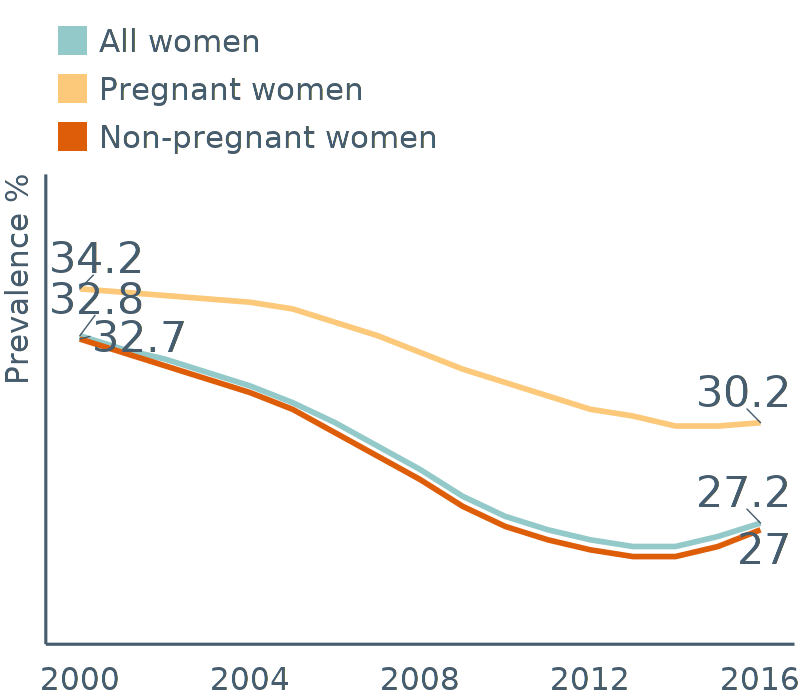 All women
Pregnant women
Non-pregnant women
Prevalence %
34.2
32.8
32.7
30.2
27.2
27
2000 2004 2008 2012 2016